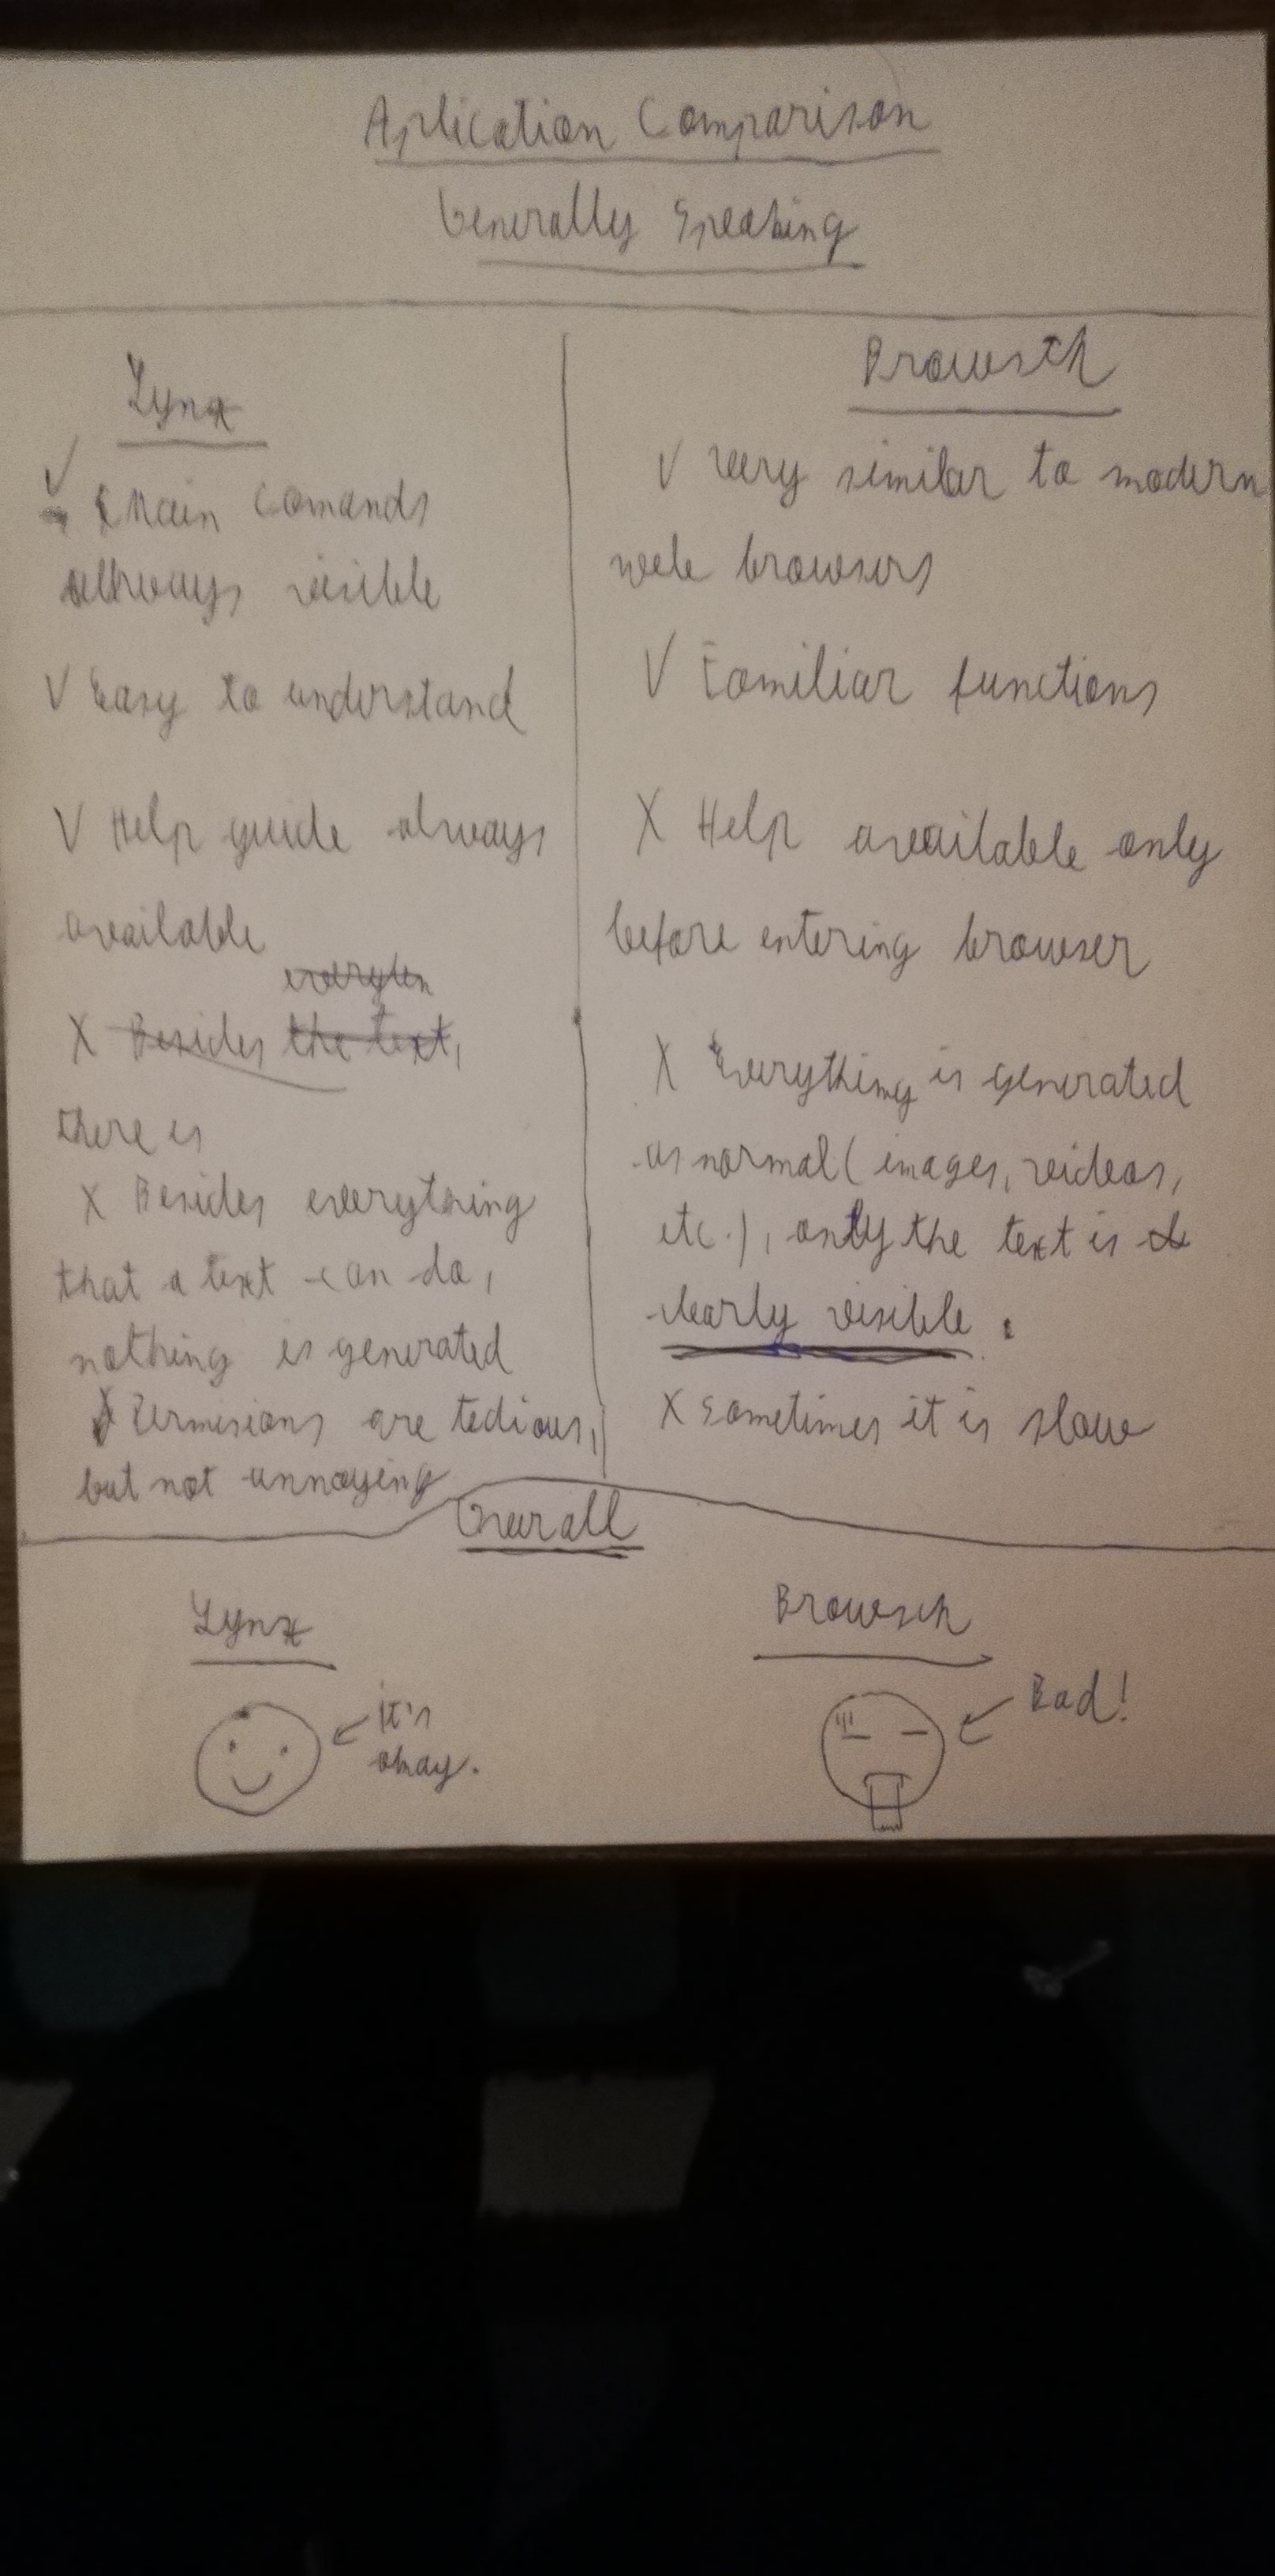 Aplication Comparison
Generally Speaking
Lynx
✓ Main comands
allways visible
V Easy to understand
V Help guide always
available
X Besides the text,
there is
X Besides everything
that a text can do,
nothing is generated
X Permisions are tedious,
but not annoying
Browsch
V Very similar to modern
web browsers
V Familiar functions
X Help available only
before entering browser
X Everything is generated
as normal (images, videos,
etc.), only the text is
clearly visible.
X Sometimes it is slow
Overall
Lynx
It's
okay.
Browsch
Bad!